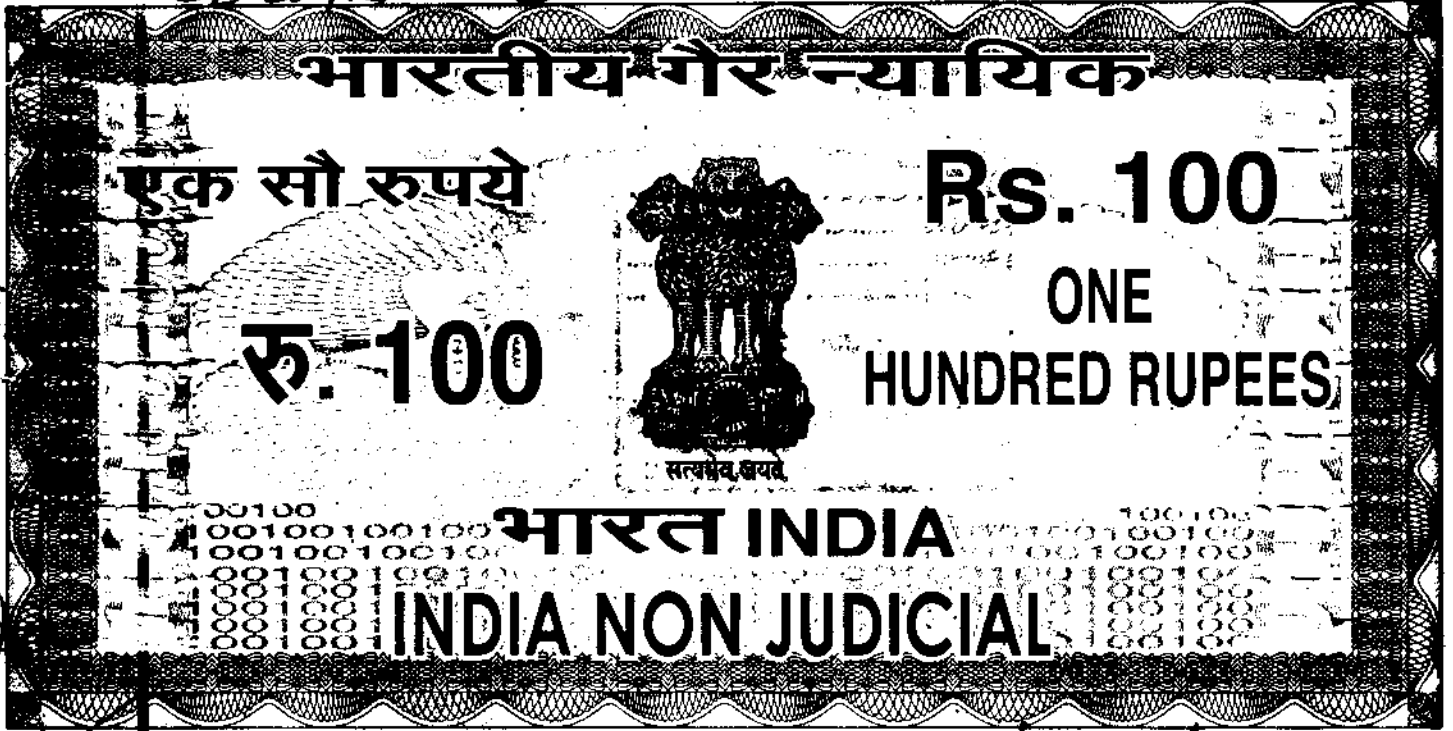 भारतीय गैर न्यायिक
एक सौ रुपये
Rs. 100
रु. 100
ONE
HUNDRED RUPEES
सत्यमेव जयते
भारत INDIA
INDIA NON JUDICIAL